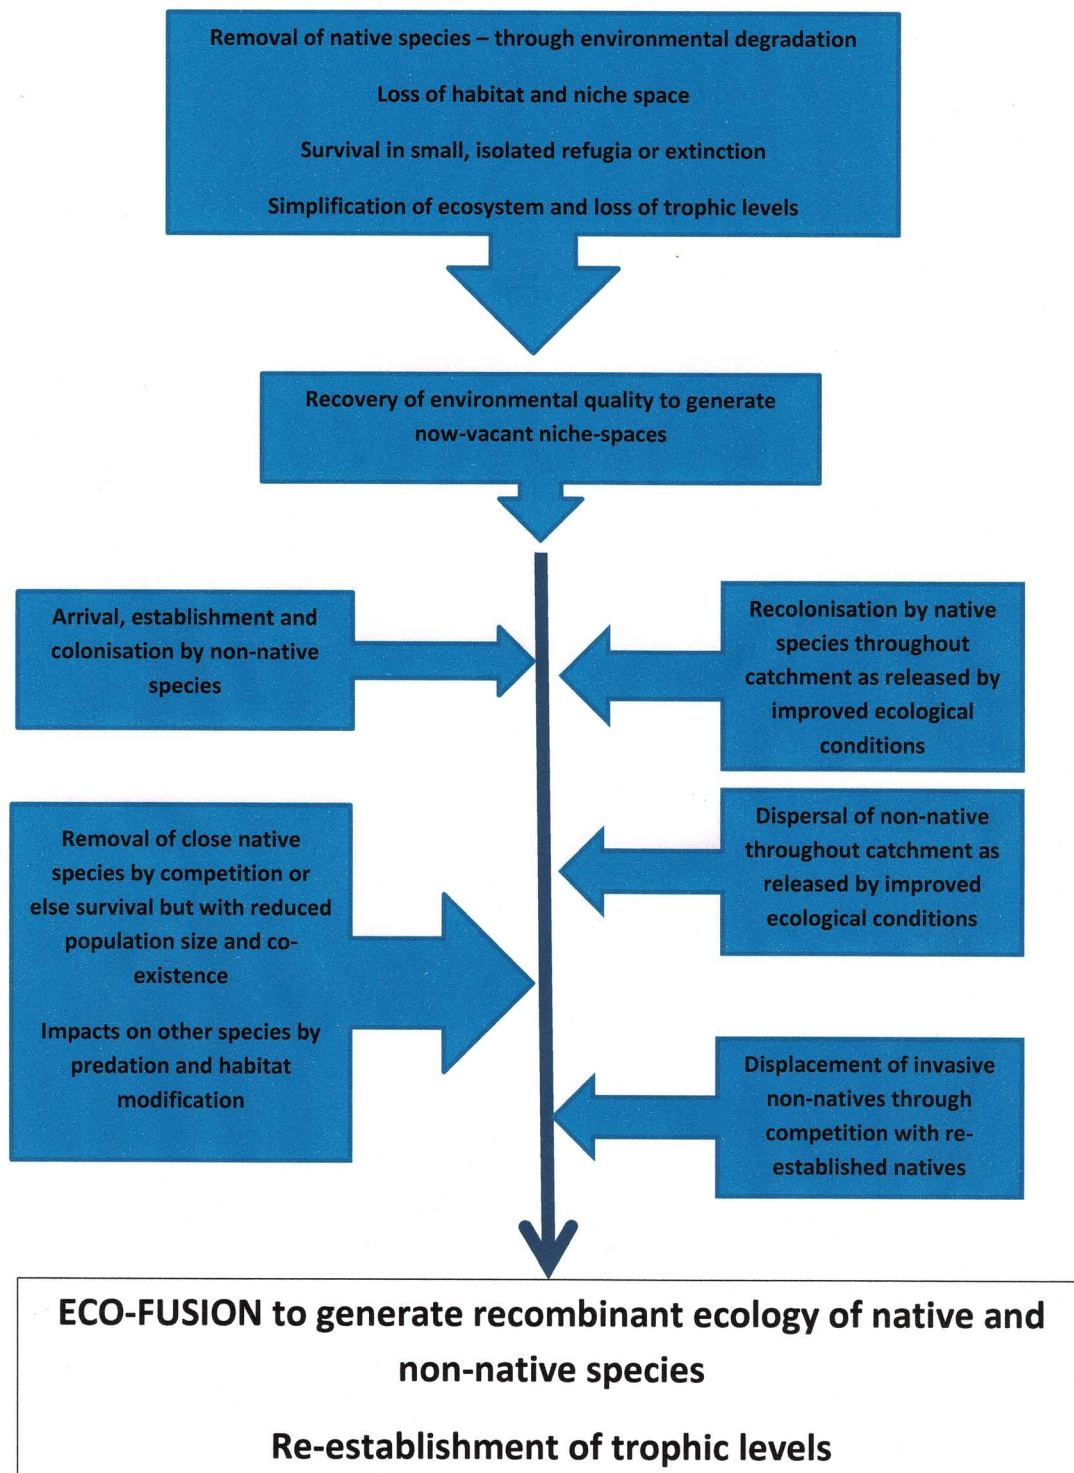 Removal of native species – through environmental degradation
Loss of habitat and niche space
Survival in small, isolated refugia or extinction
Simplification of ecosystem and loss of trophic levels
Recovery of environmental quality to generate
now-vacant niche-spaces
Arrival, establishment and
colonisation by non-native
species
Recolonisation by native
species throughout
catchment as released by
improved ecological
conditions
Removal of close native
species by competition or
else survival but with reduced
population size and co-
existence
Impacts on other species by
predation and habitat
modification
Dispersal of non-native
throughout catchment as
released by improved
ecological conditions
Displacement of invasive
non-natives through
competition with re-
established natives
ECO-FUSION to generate recombinant ecology of native and
non-native species
Re-establishment of trophic levels